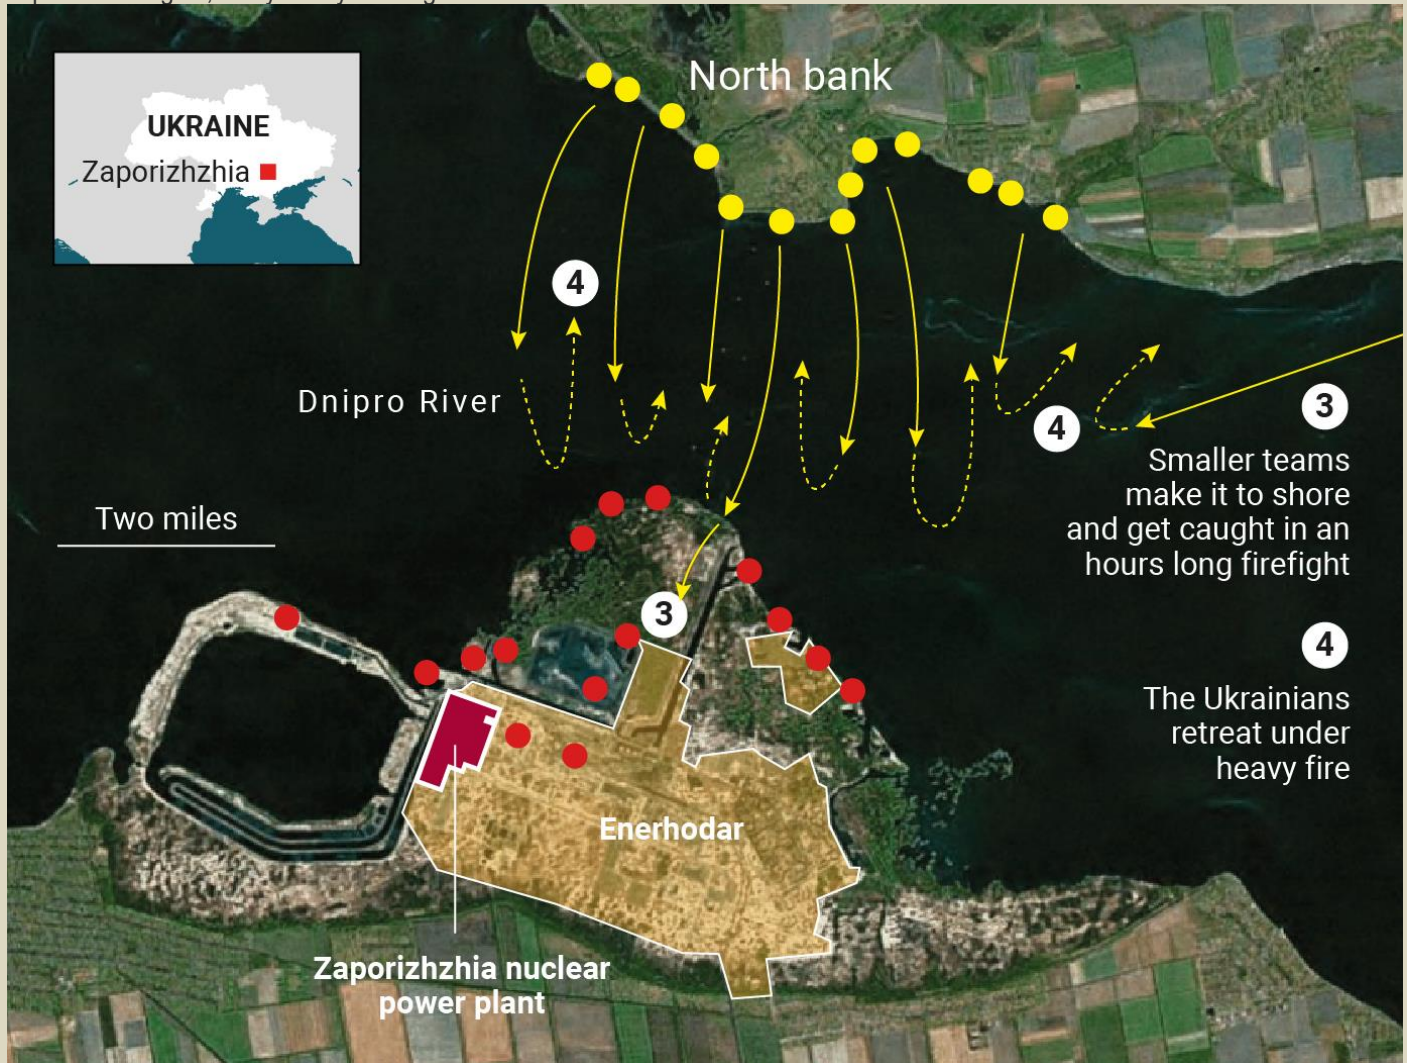 North bank
UKRAINE
Zaporizhzhia
4
Dnipro River
3
4
Smaller teams
make it to shore
and get caught in an
hours long firefight
Two miles
3
4
The Ukrainians
retreat under
heavy fire
Enerhodar
Zaporizhzhia nuclear
power plant